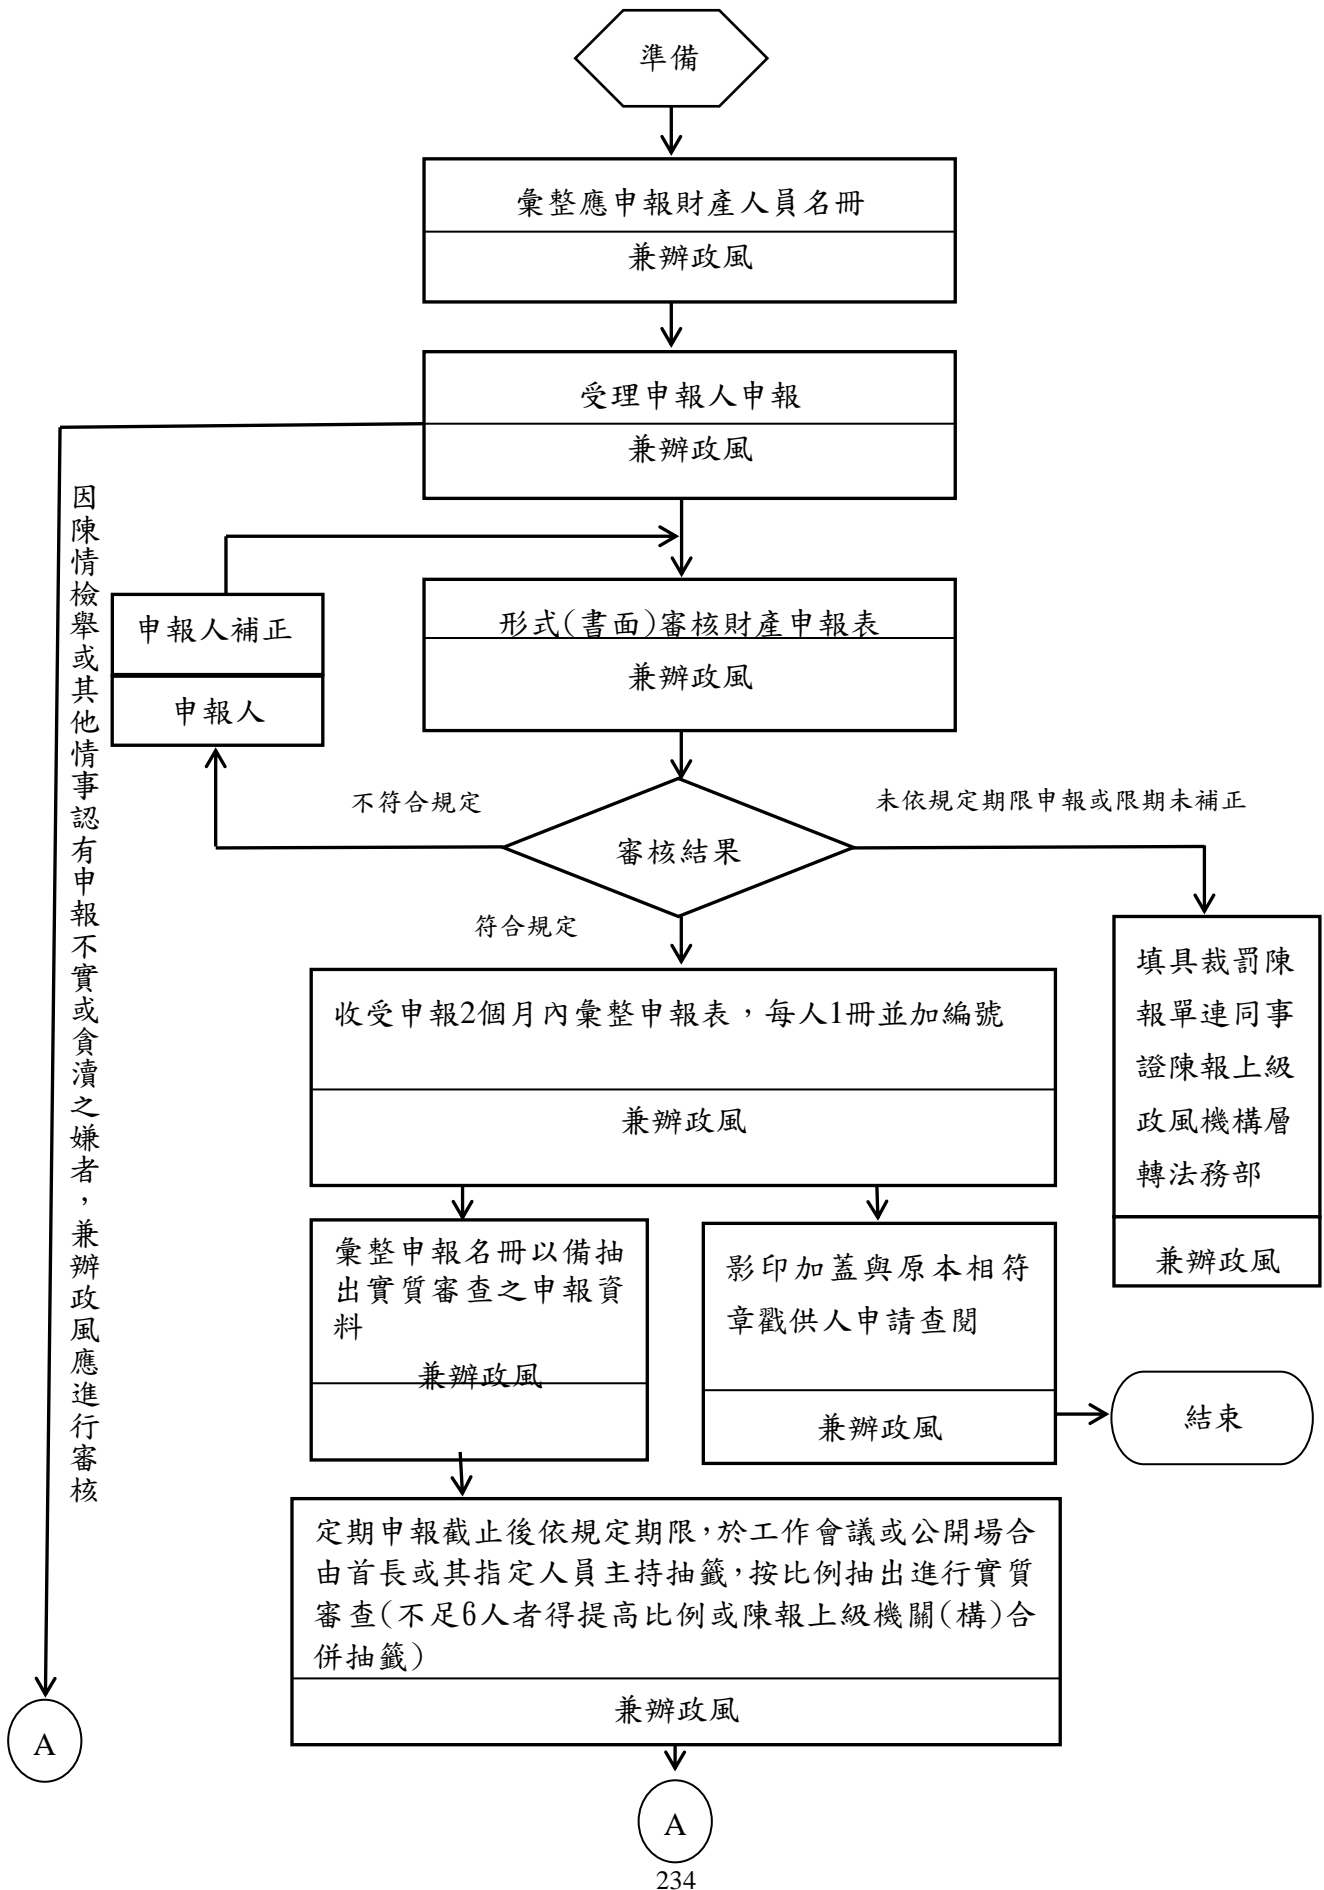 準備
彙整應申報財產人員名冊
兼辦政風
受理申報人申報
兼辦政風
因陳情檢舉或其他情事認有申報不實或貪瀆之嫌者，兼辦政風應進行審核
申報人補正
申報人
形式(書面)審核財產申報表
兼辦政風
不符合規定
未依規定期限申報或限期未補正
審核結果
符合規定
填具裁罰陳
報單連同事
證陳報上級
政風機構層
轉法務部
兼辦政風
收受申報2個月內彙整申報表，每人1冊並加編號
兼辦政風
彙整申報名冊以備抽
出實質審查之申報資
料
兼辦政風
影印加蓋與原本相符
章戳供人申請查閱
兼辦政風
結束
定期申報截止後依規定期限，於工作會議或公開場合
由首長或其指定人員主持抽籤，按比例抽出進行實質
審查(不足6人者得提高比例或陳報上級機關(構)合
併抽籤)
兼辦政風
A
A
234